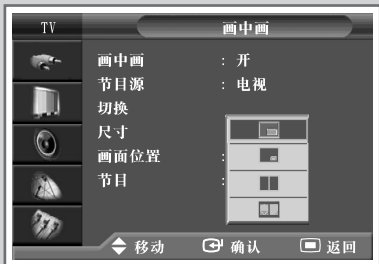 TV 画中画
画中画 : 开
节目源 : 电视
切换
尺寸
画面位置 :
节目 :
移动 确认 返回